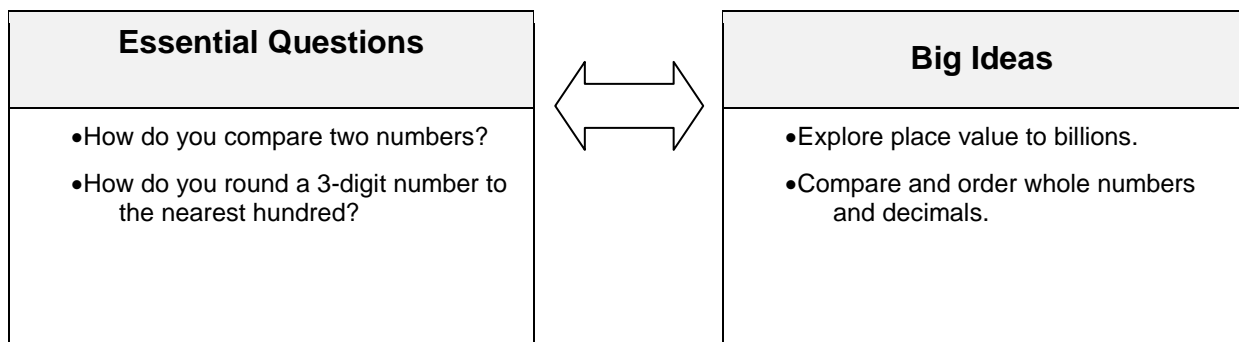 Essential Questions
•How do you compare two numbers?
•How do you round a 3-digit number to
the nearest hundred?
Big Ideas
•Explore place value to billions.
•Compare and order whole numbers
and decimals.